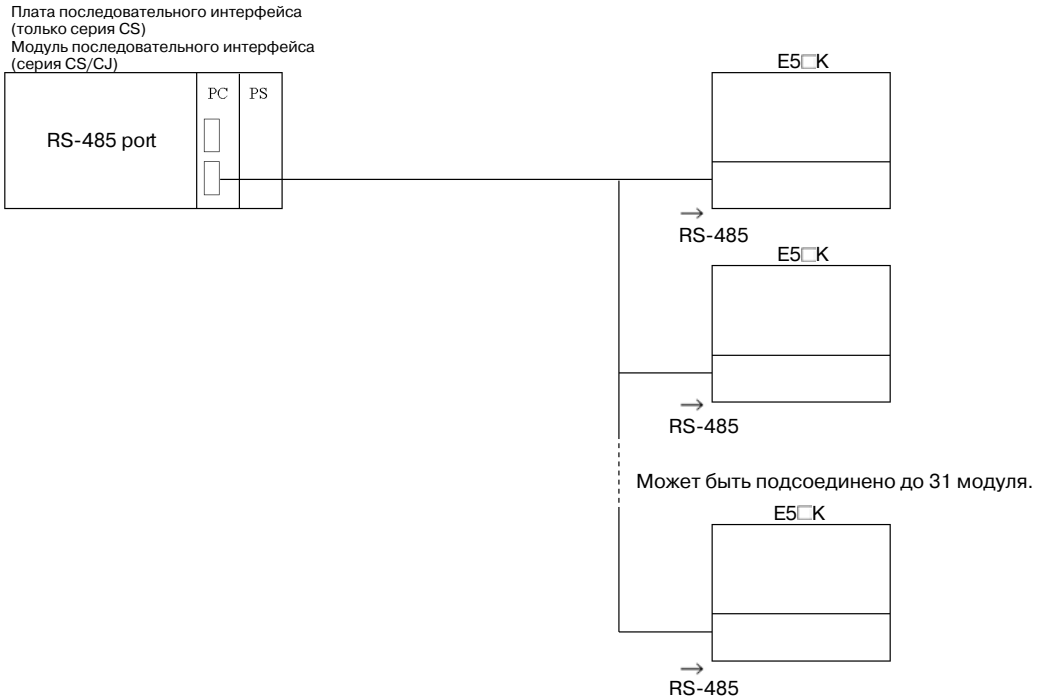 Плата последовательного интерфейса
(только серия CS)
Модуль последовательного интерфейса
(серия CS/CJ)
PC PS
RS-485 port
E5□K
→
RS-485
E5□K
→
RS-485
Может быть подсоединено до 31 модуля.
E5□K
→
RS-485